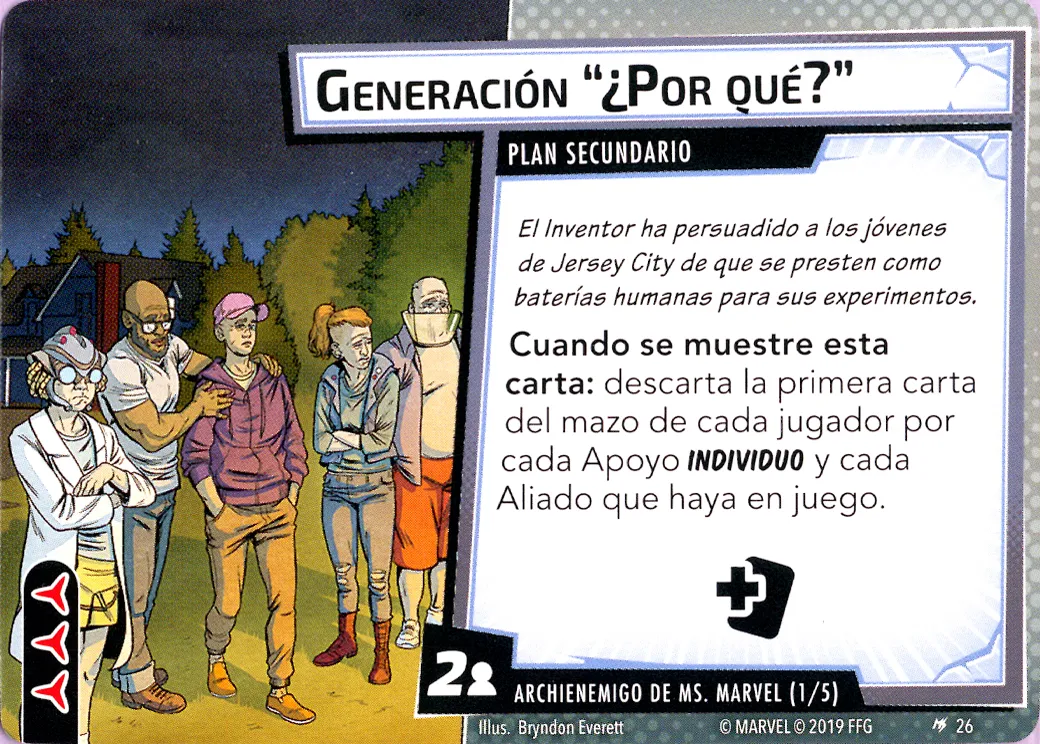 Generación “¿Por qué?”
PLAN SECUNDARIO
El Inventor ha persuadido a los jóvenes
de Jersey City de que se presten como
baterías humanas para sus experimentos.
Cuando se muestre esta
carta: descarta la primera carta
del mazo de cada jugador por
cada Apoyo INDIVIDUO y cada
Aliado que haya en juego.
2
ARCHIENEMIGO DE MS. MARVEL (1/5)
Illus. Bryndon Everett
© MARVEL © 2019 FFG
26